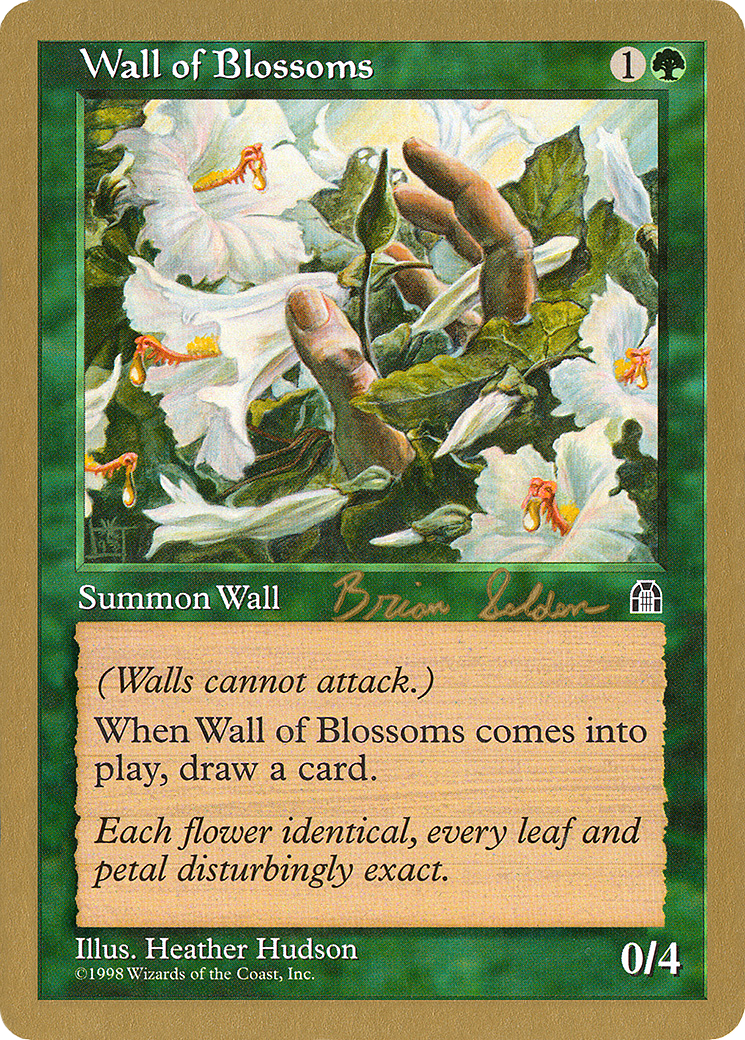 Wall of Blossoms 1
Summon Wall Brian Selden
(Walls cannot attack.)
When Wall of Blossoms comes into
play, draw a card.
Each flower identical, every leaf and
petal disturbingly exact.
Illus. Heather Hudson
©1998 Wizards of the Coast, Inc.
0/4